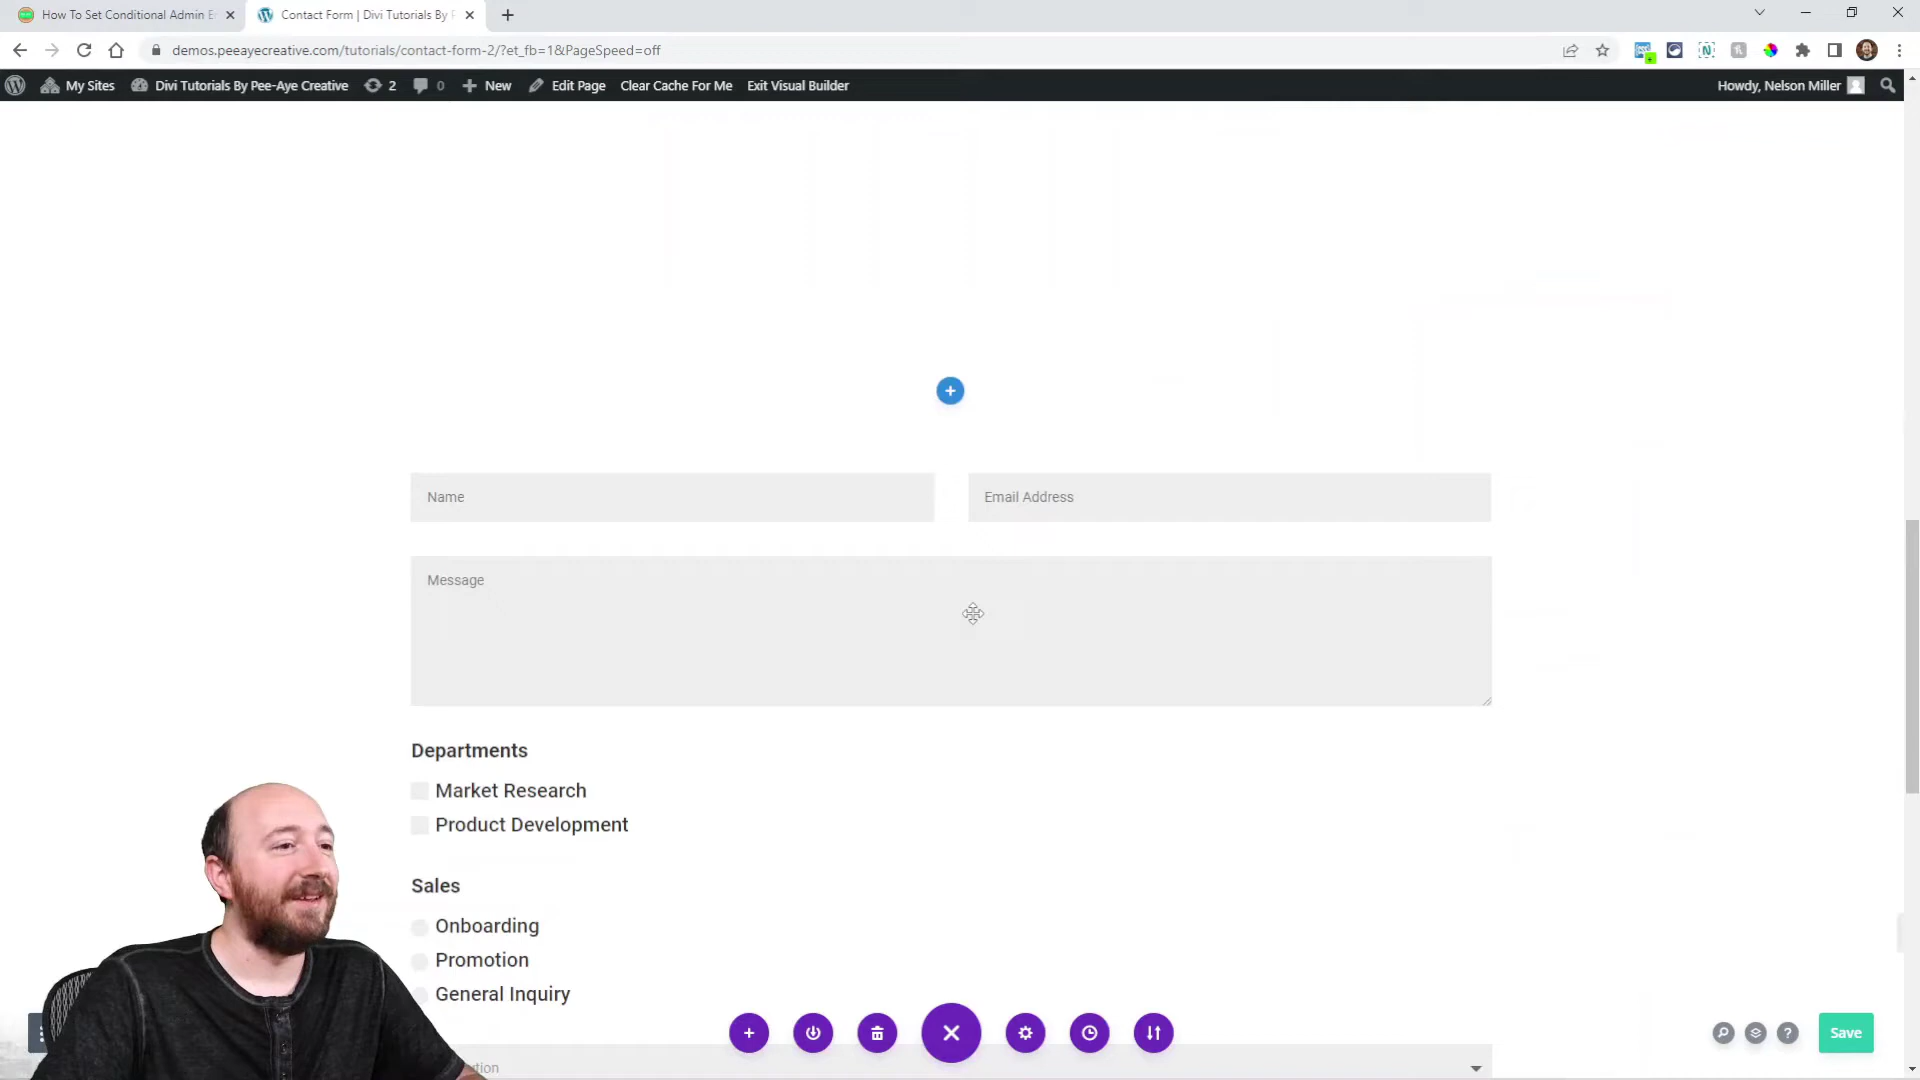 How To Set Conditional Admin E
Contact Form | Divi Tutorials By P
demos.peeayecreative.com/tutorials/contact-form-2/?et_fb=1&PageSpeed=off
My Sites
Divi Tutorials By Pee-Aye Creative
2
0
New
Edit Page
Clear Cache For Me
Exit Visual Builder
Howdy, Nelson Miller
Name
Email Address
Message
Departments
Market Research
Product Development
Sales
Onboarding
Promotion
General Inquiry
Save